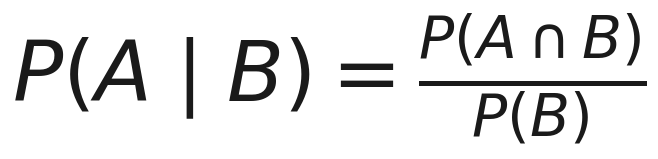 P(A | B) = P(A ∩ B) / P(B)